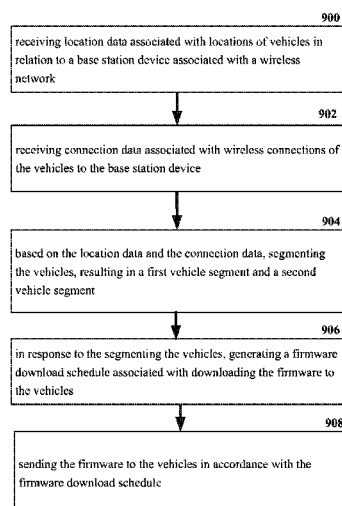 900
receiving location data associated with locations of vehicles in
relation to a base station device associated with a wireless
network
902
receiving connection data associated with wireless connections of
the vehicles to the base station device
904
based on the location data and the connection data, segmenting
the vehicles, resulting in a first vehicle segment and a second
vehicle segment
906
in response to the segmenting the vehicles, generating a firmware
download schedule associated with downloading the firmware to
the vehicles
908
sending the firmware to the vehicles in accordance with the
firmware download schedule